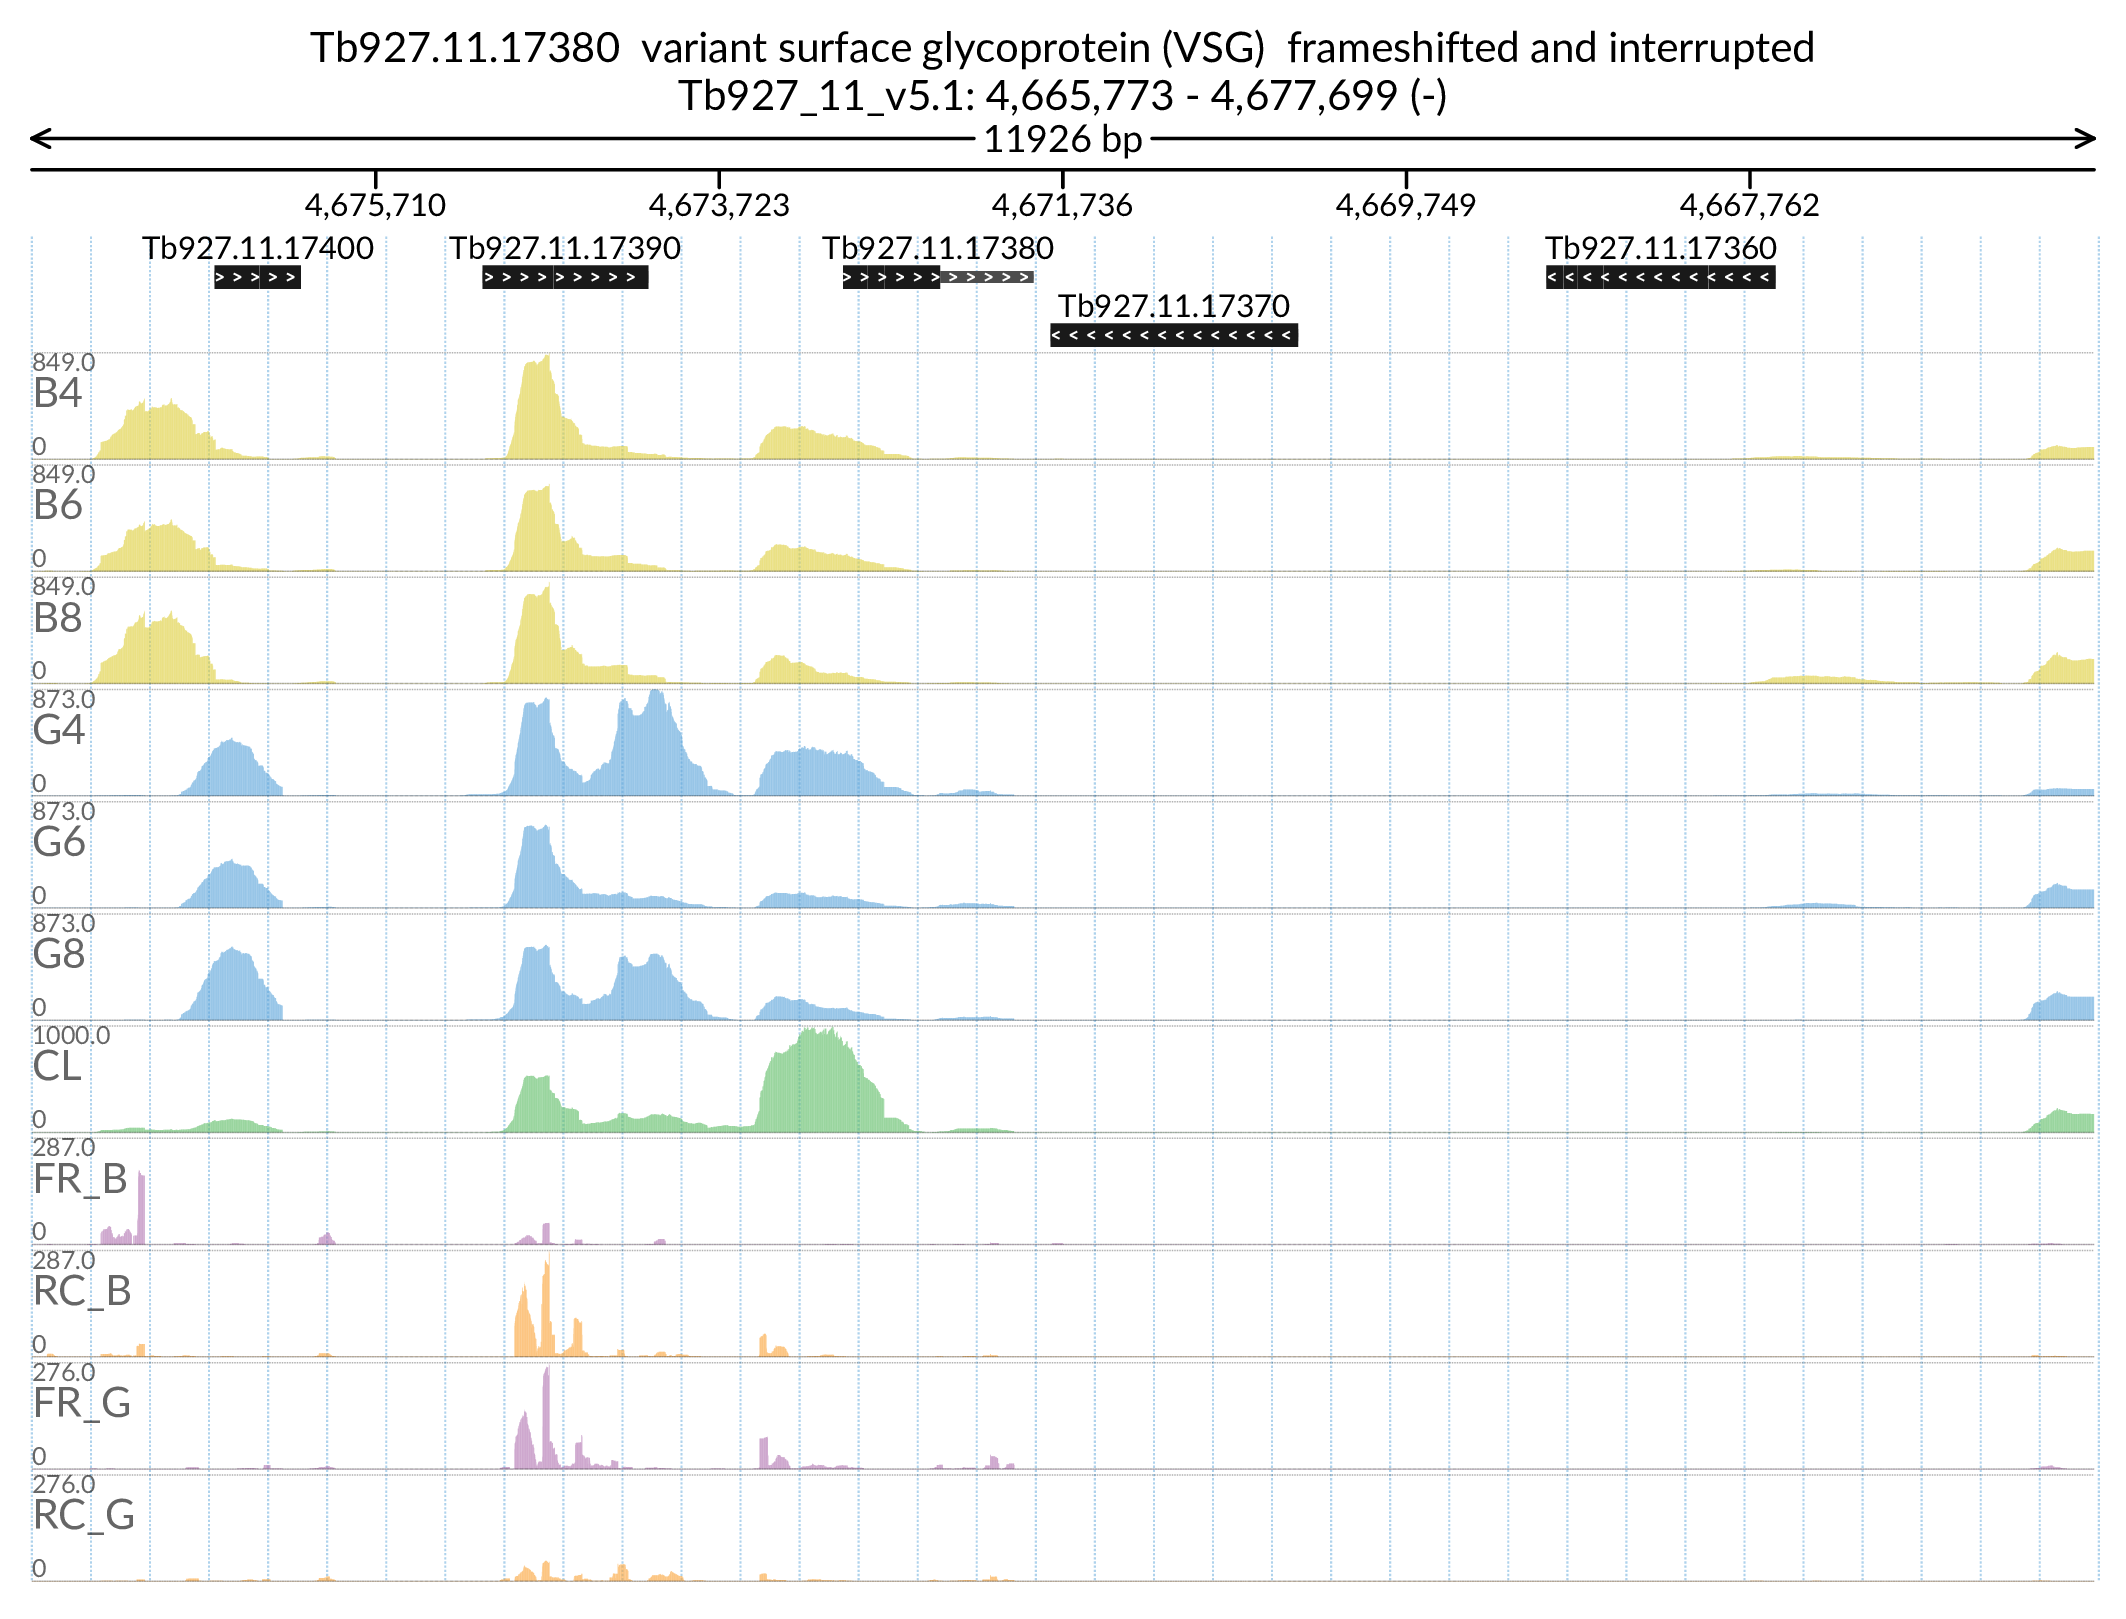 Tb927.11.17380  variant surface glycoprotein (VSG)  frameshifted and interrupted
Tb927_11_v5.1: 4,665,773 - 4,677,699 (-)
11926 bp
4,675,710 4,673,723 4,671,736 4,669,749 4,667,762
Tb927.11.17400 Tb927.11.17390 Tb927.11.17380 Tb927.11.17360
Tb927.11.17370
849.0
B4
0
849.0
B6
0
849.0
B8
0
873.0
G4
0
873.0
G6
0
873.0
G8
0
1000.0
CL
0
287.0
FR_B
0
287.0
RC_B
0
276.0
FR_G
0
276.0
RC_G
0